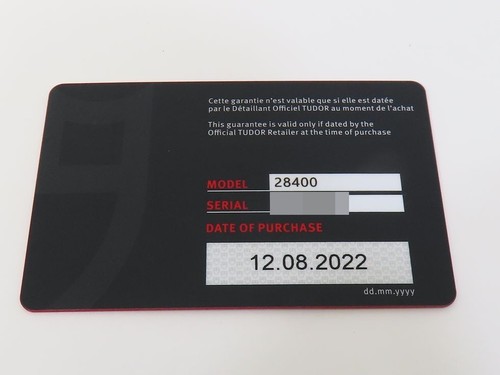 Cette garantie n'est valable que si elle est datée
par le Détaillant Officiel TUDOR au moment de l'achat
This guarantee is valid only if dated by the
Official TUDOR Retailer at the time of purchase
MODEL 28400
SERIAL
DATE OF PURCHASE
12.08.2022
dd.mm.yyyy